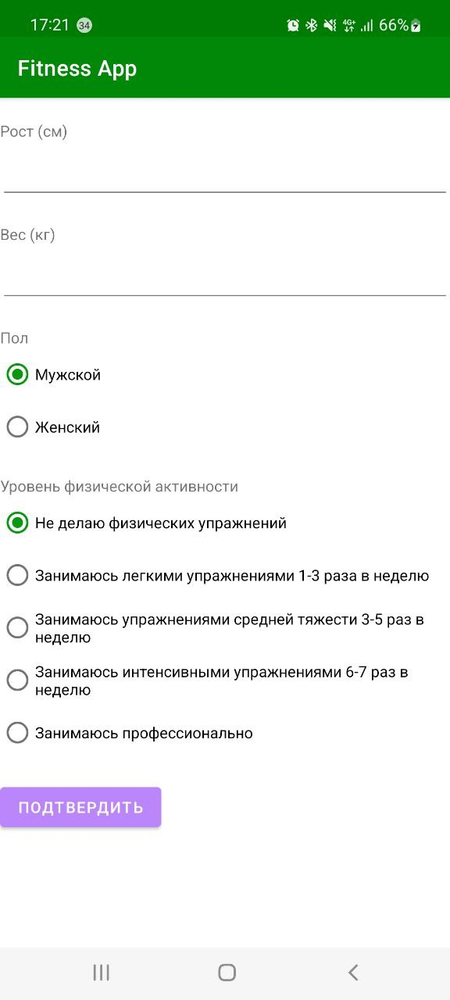 17:21 34 4G+ 66%
Fitness App
Рост (см)
Вес (кг)
Пол
Мужской
Женский
Уровень физической активности
Не делаю физических упражнений
Занимаюсь легкими упражнениями 1-3 раза в неделю
Занимаюсь упражнениями средней тяжести 3-5 раз в
неделю
Занимаюсь интенсивными упражнениями 6-7 раз в
неделю
Занимаюсь профессионально
ПОДТВЕРДИТЬ